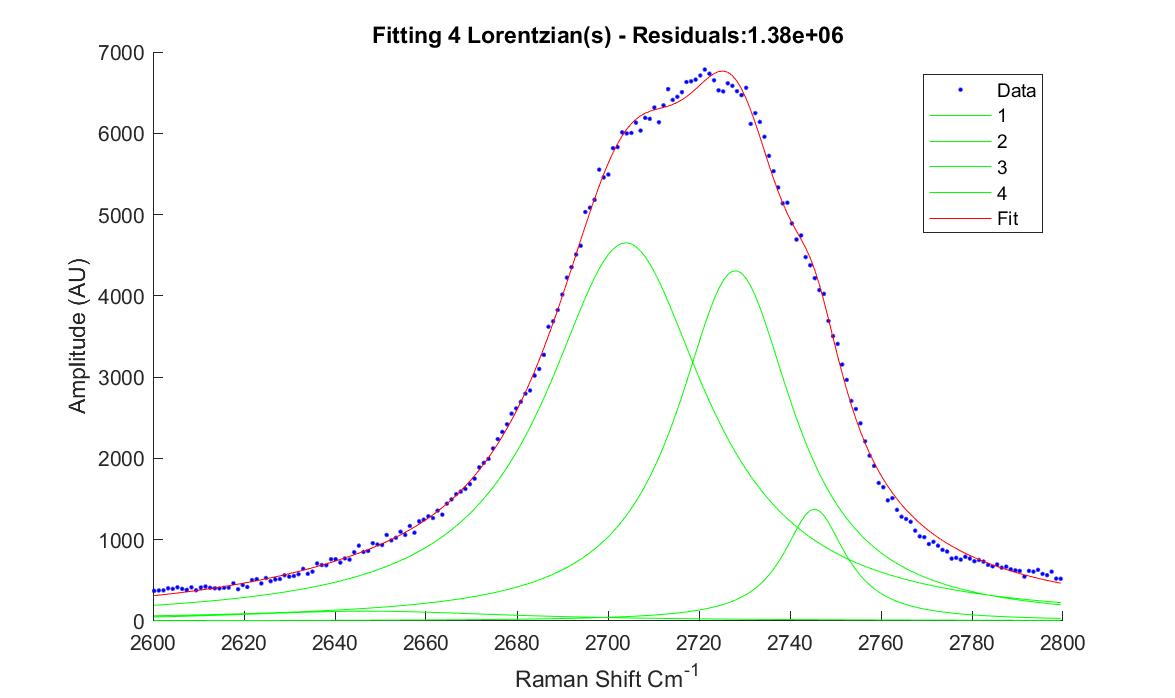 Fitting 4 Lorentzian(s) - Residuals:1.38e+06
7000
6000
5000
4000
3000
2000
1000
0
Amplitude (AU)
Data
1
2
3
4
Fit
2600 2620 2640 2660 2680 2700 2720 2740 2760 2780 2800
Raman Shift Cm-1